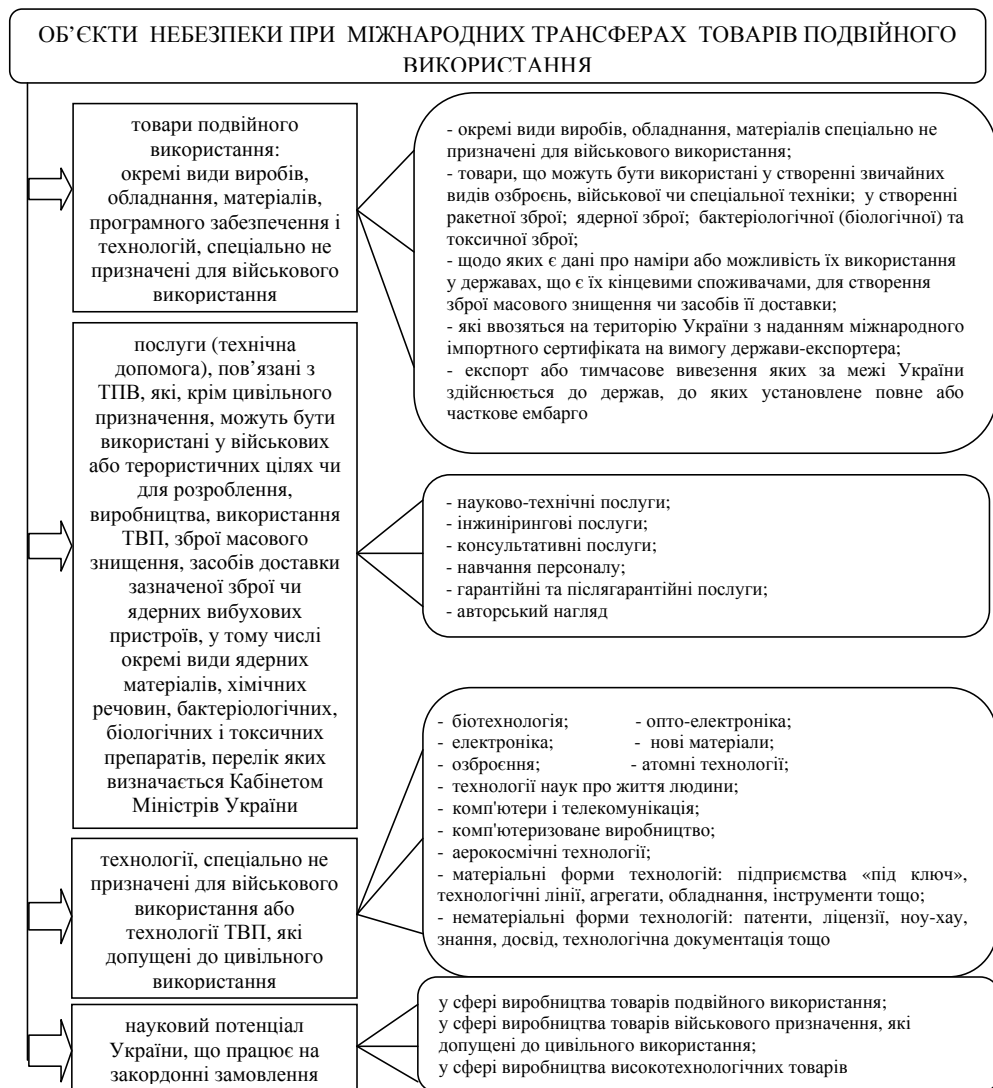 ОБ’ЄКТИ НЕБЕЗПЕКИ ПРИ МІЖНАРОДНИХ ТРАНСФЕРАХ ТОВАРІВ ПОДВІЙНОГО
ВИКОРИСТАННЯ
товари подвійного
використання:
окремі види виробів,
обладнання, матеріалів,
програмного забезпечення і
технологій, спеціально не
призначені для військового
використання
- окремі види виробів, обладнання, матеріалів спеціально не
призначені для військового використання;
- товари, що можуть бути використані у створенні звичайних
видів озброєнь, військової чи спеціальної техніки; у створенні
ракетної зброї; ядерної зброї; бактеріологічної (біологічної) та
токсичної зброї;
- щодо яких є дані про наміри або можливість їх використання
у державах, що є їх кінцевими споживачами, для створення
зброї масового знищення чи засобів її доставки;
- які ввозяться на територію України з наданням міжнародного
імпортного сертифіката на вимогу держави-експортера;
- експорт або тимчасове вивезення яких за межі України
здійснюється до держав, до яких установлене повне або
часткове ембарго
послуги (технічна
допомога), пов’язані з
ТПВ, які, крім цивільного
призначення, можуть бути
використані у військових
або терористичних цілях чи
для розроблення,
виробництва, використання
ТВП, зброї масового
знищення, засобів доставки
зазначеної зброї чи
ядерних вибухових
пристроїв, у тому числі
окремі види ядерних
матеріалів, хімічних
речовин, бактеріологічних,
біологічних і токсичних
препаратів, перелік яких
визначається Кабінетом
Міністрів України
- науково-технічні послуги;
- інжинірингові послуги;
- консультативні послуги;
- навчання персоналу;
- гарантійні та післягарантійні послуги;
- авторський нагляд
технології, спеціально не
призначені для військового
використання або
технології ТВП, які
допущені до цивільного
використання
- біотехнологія; - опто-електроніка;
- електроніка; - нові матеріали;
- озброєння; - атомні технології;
- технології наук про життя людини;
- комп'ютери і телекомунікація;
- комп'ютеризоване виробництво;
- аерокосмічні технології;
- матеріальні форми технологій: підприємства «під ключ»,
технологічні лінії, агрегати, обладнання, інструменти тощо;
- нематеріальні форми технологій: патенти, ліцензії, ноу-хау,
знання, досвід, технологічна документація тощо
науковий потенціал
України, що працює на
закордонні замовлення
у сфері виробництва товарів подвійного використання;
у сфері виробництва товарів військового призначення, які
допущені до цивільного використання;
у сфері виробництва високотехнологічних товарів